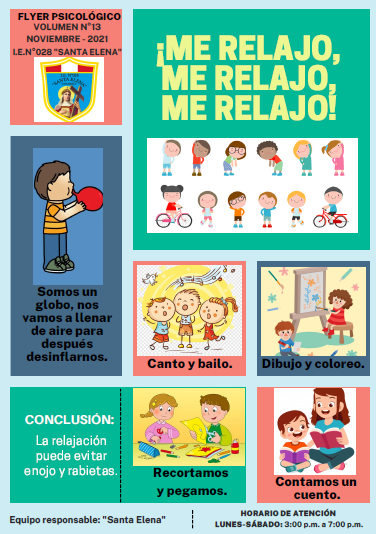 FLYER PSICOLÓGICO
VOLUMEN N°13
NOVIEMBRE - 2021
I.E.N°028 "SANTA ELENA"
¡ME RELAJO,
ME RELAJO,
ME RELAJO!
Somos un
globo, nos
vamos a llenar
de aire para
después
desinflarnos.
Canto y bailo.
Dibujo y coloreo.
CONCLUSIÓN:
La relajación
puede evitar
enojo y rabietas.
Recortamos
y pegamos.
Contamos un
cuento.
Equipo responsable: "Santa Elena"
HORARIO DE ATENCIÓN
LUNES-SÁBADO: 3:00 p.m. a 7:00 p.m.